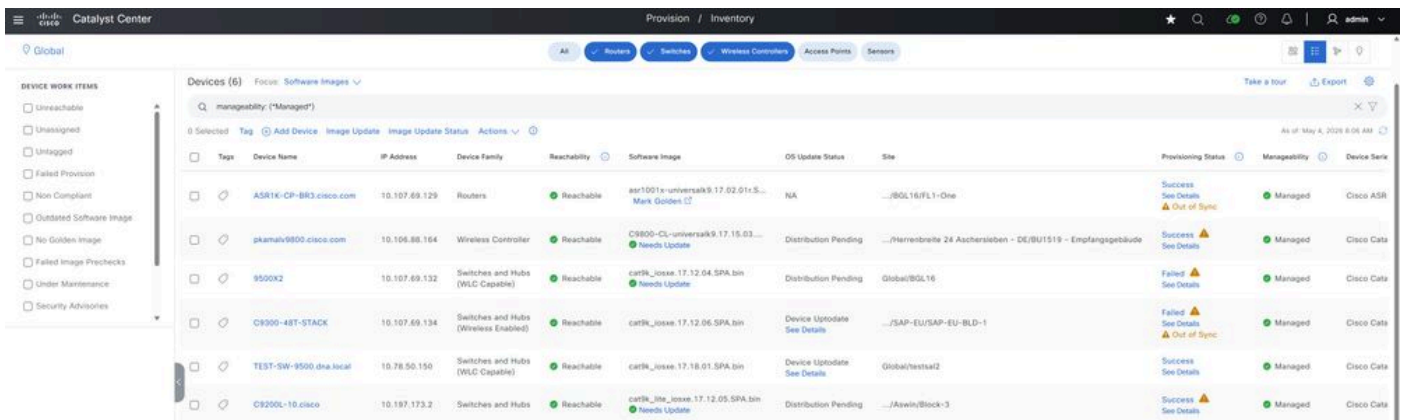 cisco Catalyst Center
Provision / Inventory
admin
Global
All Routers Switches Wireless Controllers Access Points Sensors
DEVICE WORK ITEMS
Unreachable
Unassigned
Untagged
Failed Provision
Non Compliant
Outdated Software Image
No Golden Image
Failed Image Prechecks
Under Maintenance
Security Advisories
Devices (6) Focus: Software Images
Take a tour Export
manageability: ("Managed")
0 Selected Tag Add Device Image Update Image Update Status Actions
As of: May 4, 2026 6:06 AM
Tags Device Name IP Address Device Family Reachability Software Image OS Update Status Site Provisioning Status Manageability Device Serie
ASR1K-CP-BR3.cisco.com 10.107.69.129 Routers Reachable asr1001x-universalk9.17.02.01r.S... NA .../BGL16/FL1-One Success Managed Cisco ASR
Mark Golden See Details
Out of Sync
pkamalv9800.cisco.com 10.106.88.164 Wireless Controller Reachable C9800-CL-universalk9.17.15.03.... Distribution Pending .../Herrenbreite 24 Aschersleben - DE/BU1519 - Empfangsgebäude Success Managed Cisco Cata
Needs Update See Details
9500X2 10.107.69.132 Switches and Hubs (WLC Capable) Reachable cat9k_iosxe.17.12.04.SPA.bin Distribution Pending Global/BGL16 Failed Managed Cisco Cata
Needs Update See Details
C9300-48T-STACK 10.107.69.134 Switches and Hubs (Wireless Enabled) Reachable cat9k_iosxe.17.12.06.SPA.bin Device Uptodate .../SAP-EU/SAP-EU-BLD-1 Failed Managed Cisco Cata
See Details See Details
Out of Sync
TEST-SW-9500.dna.local 10.78.50.150 Switches and Hubs (WLC Capable) Reachable cat9k_iosxe.17.18.01.SPA.bin Device Uptodate Global/testsal2 Success Managed Cisco Cata
See Details See Details
C9200L-10.cisco 10.197.173.2 Switches and Hubs Reachable cat9k_lite_iosxe.17.12.05.SPA.bin Distribution Pending .../Aswin/Block-3 Success Managed Cisco Cata
Needs Update See Details